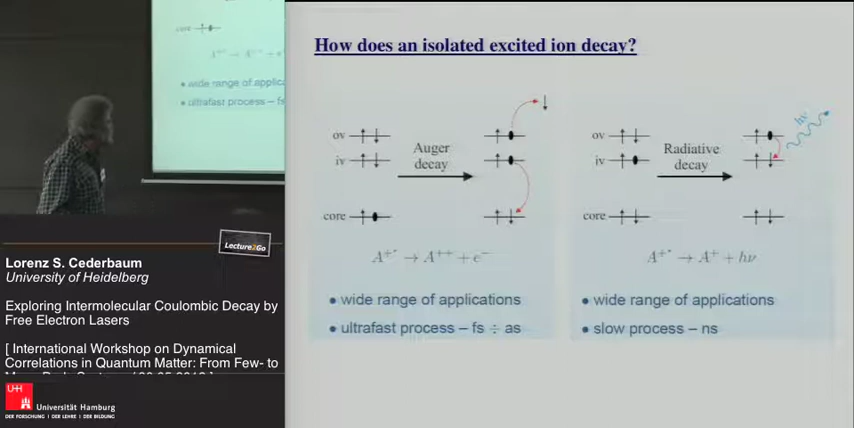 How does an isolated excited ion decay?
ov
iv
core
Auger
decay
A⁺* → A⁺⁺ + e⁻
• wide range of applications
• ultrafast process – fs ÷ as
ov
iv
core
Radiative
decay
hν
A⁺* → A⁺ + hν
• wide range of applications
• slow process – ns
core
• wide range of applic
• ultrafast process – fs
Lecture2Go
Lorenz S. Cederbaum
University of Heidelberg
Exploring Intermolecular Coulombic Decay by
Free Electron Lasers
[ International Workshop on Dynamical
Correlations in Quantum Matter: From Few- to
UH
Universität Hamburg
DER FORSCHUNG | DER LEHRE | DER BILDUNG